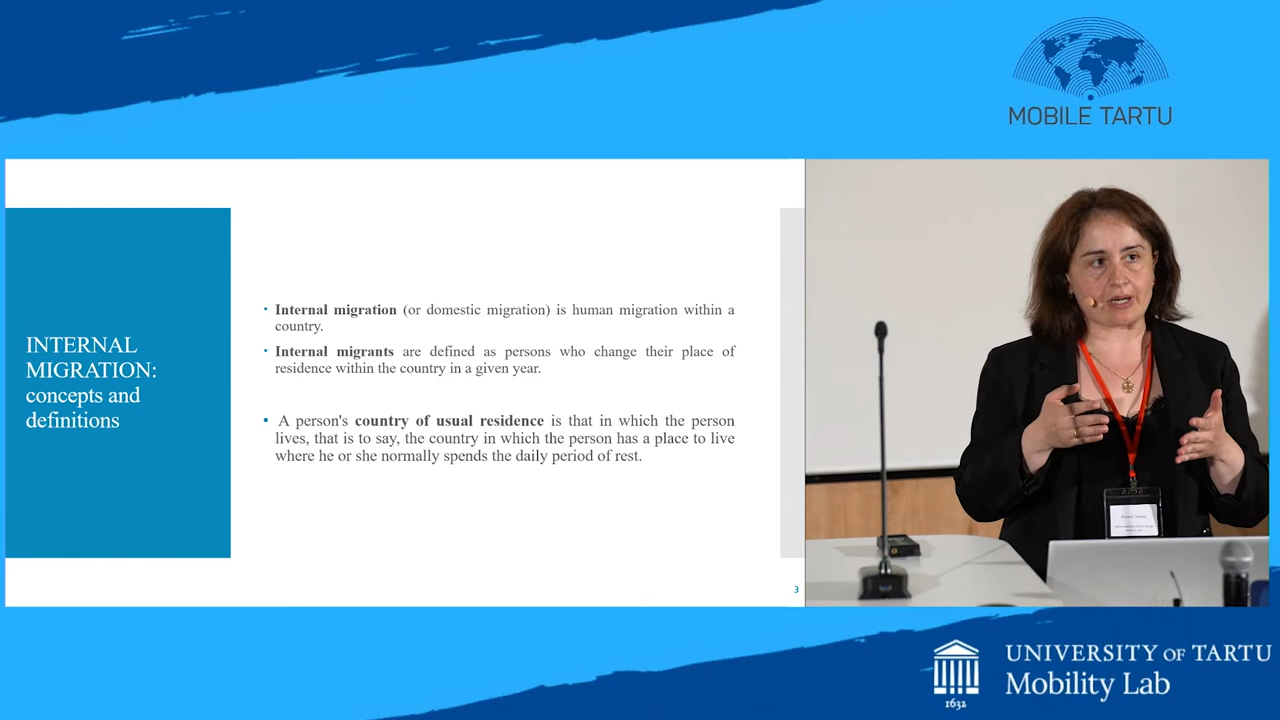 MOBILE TARTU
INTERNAL
MIGRATION:
concepts and
definitions
• Internal migration (or domestic migration) is human migration within a
country.
• Internal migrants are defined as persons who change their place of
residence within the country in a given year.
• A person's country of usual residence is that in which the person
lives, that is to say, the country in which the person has a place to live
where he or she normally spends the daily period of rest.
3
1632
UNIVERSITY OF TARTU
Mobility Lab